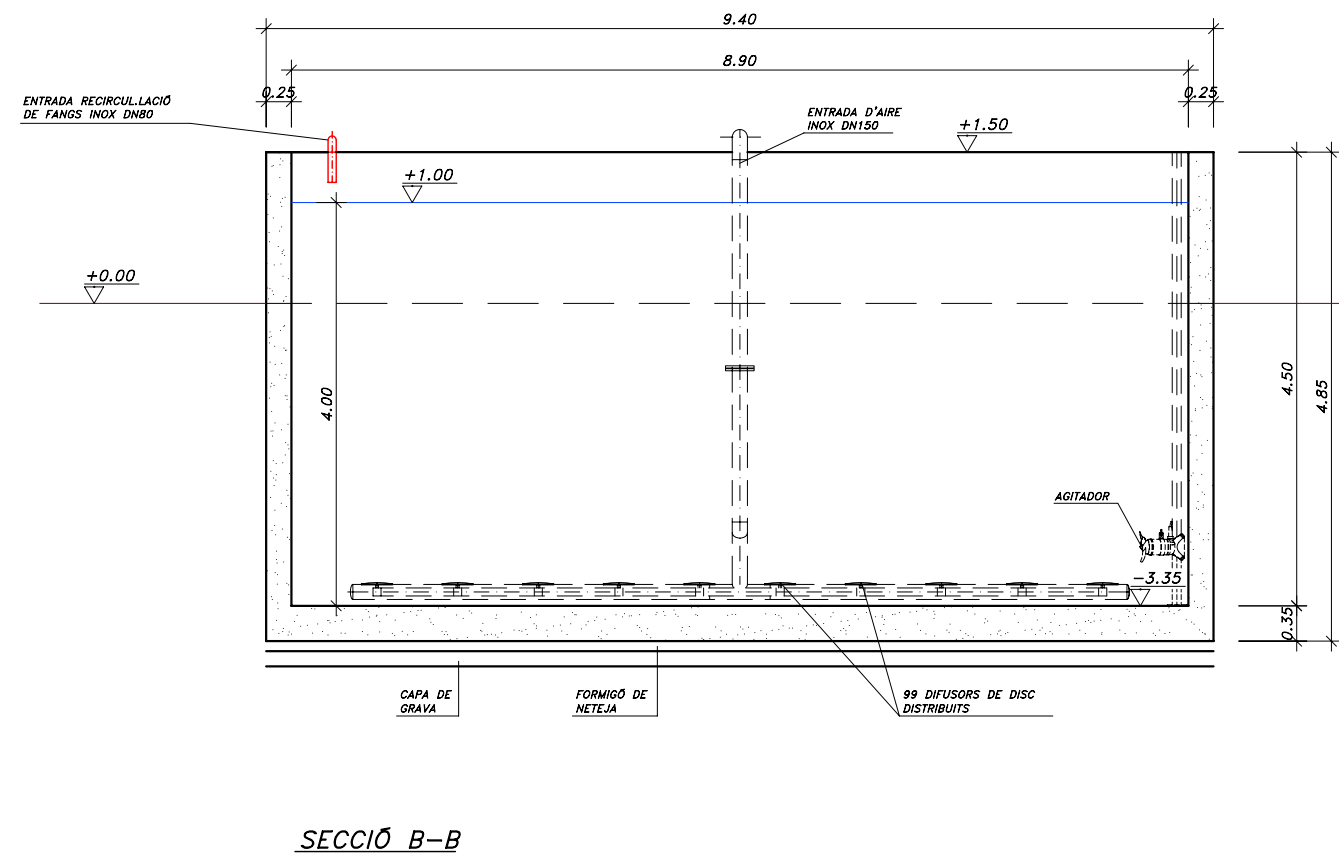 9.40
8.90
0.25
0.25
ENTRADA RECIRCUL.LACIÓ
DE FANGS INOX DN80
ENTRADA D'AIRE
INOX DN150
+1.50
+1.00
+0.00
4.00
4.50
4.85
AGITADOR
-3.35
0.35
CAPA DE
GRAVA
FORMIGÓ DE
NETEJA
99 DIFUSORS DE DISC
DISTRIBUITS
SECCIÓ B-B